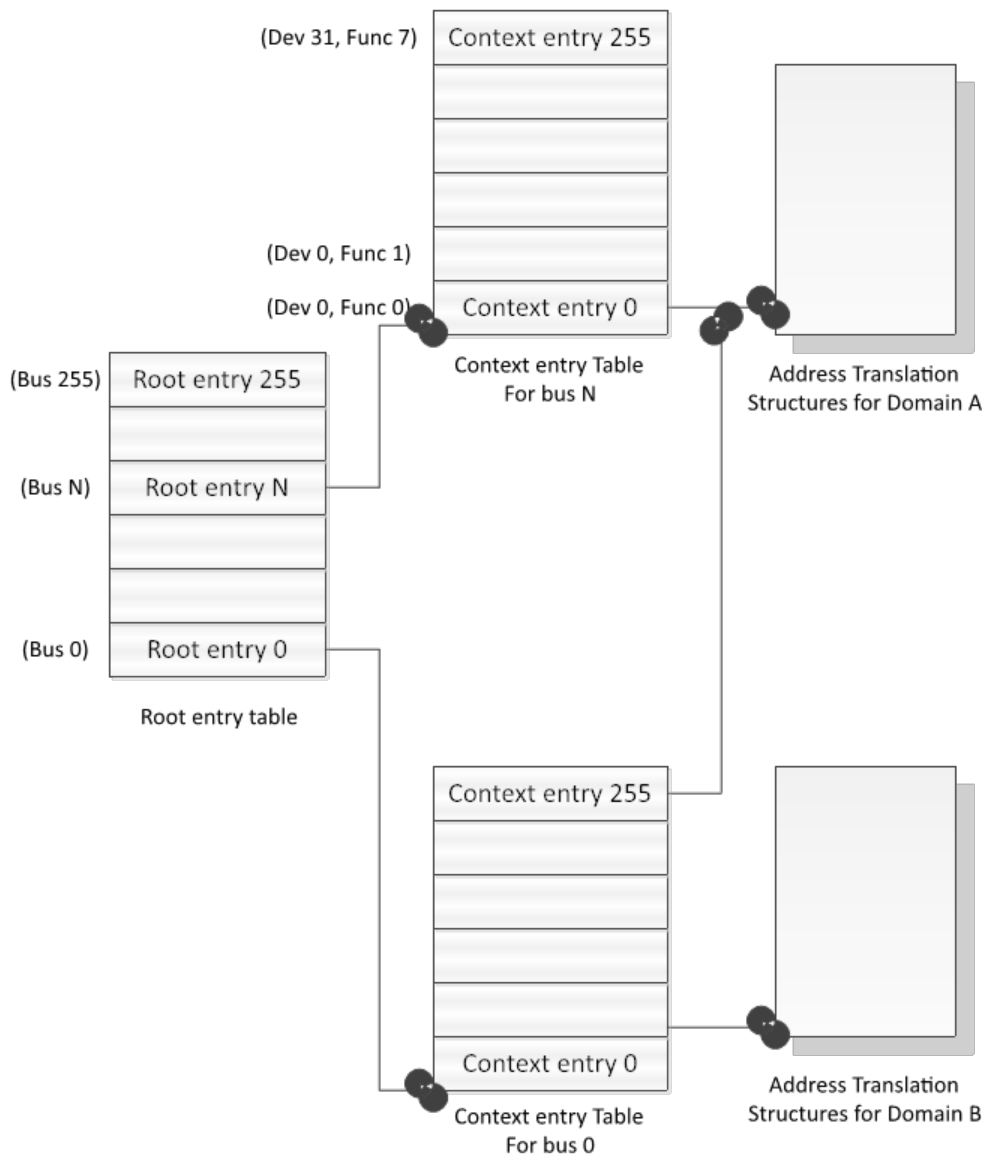 (Dev 31, Func 7)
Context entry 255
(Dev 0, Func 1)
(Dev 0, Func 0)
Context entry 0
Context entry Table
For bus N
Address Translation
Structures for Domain A
(Bus 255)
Root entry 255
(Bus N)
Root entry N
(Bus 0)
Root entry 0
Root entry table
Context entry 255
Context entry 0
Context entry Table
For bus 0
Address Translation
Structures for Domain B